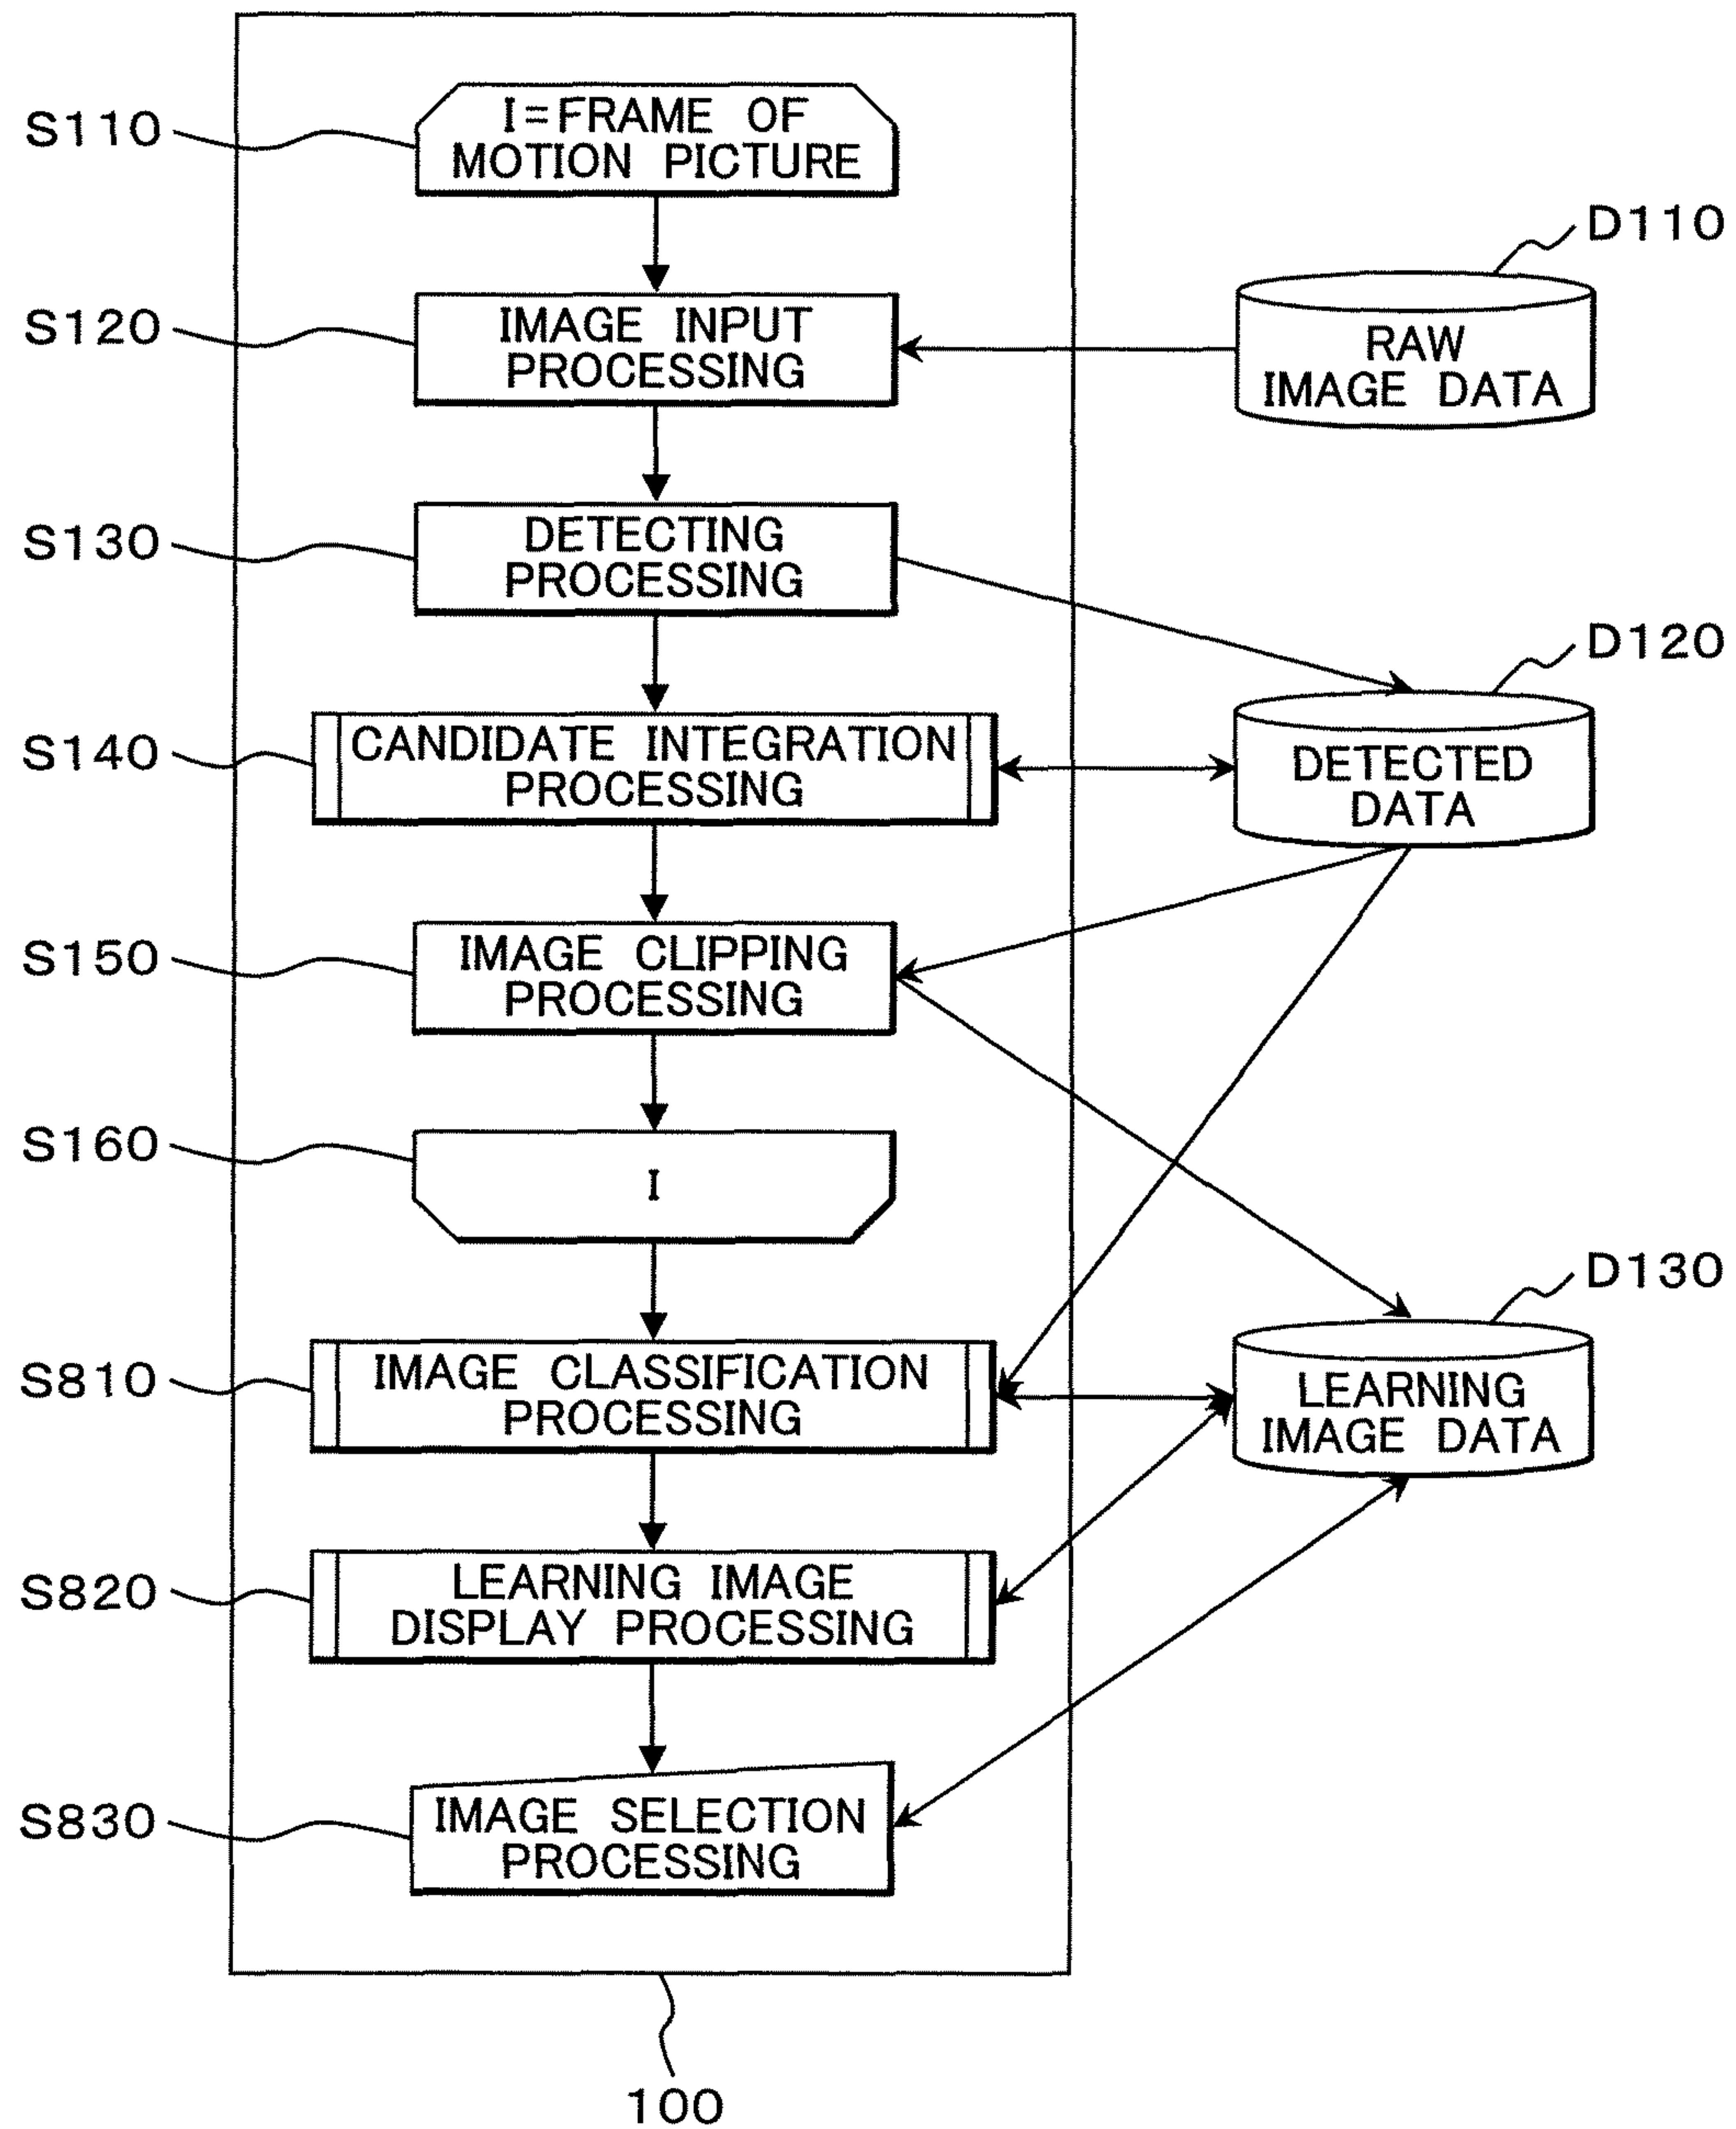 S110
I=FRAME OF
MOTION PICTURE
D110
S120
IMAGE INPUT
PROCESSING
RAW
IMAGE DATA
S130
DETECTING
PROCESSING
D120
S140
CANDIDATE INTEGRATION
PROCESSING
DETECTED
DATA
S150
IMAGE CLIPPING
PROCESSING
S160
I
D130
S810
IMAGE CLASSIFICATION
PROCESSING
LEARNING
IMAGE DATA
S820
LEARNING IMAGE
DISPLAY PROCESSING
S830
IMAGE SELECTION
PROCESSING
100